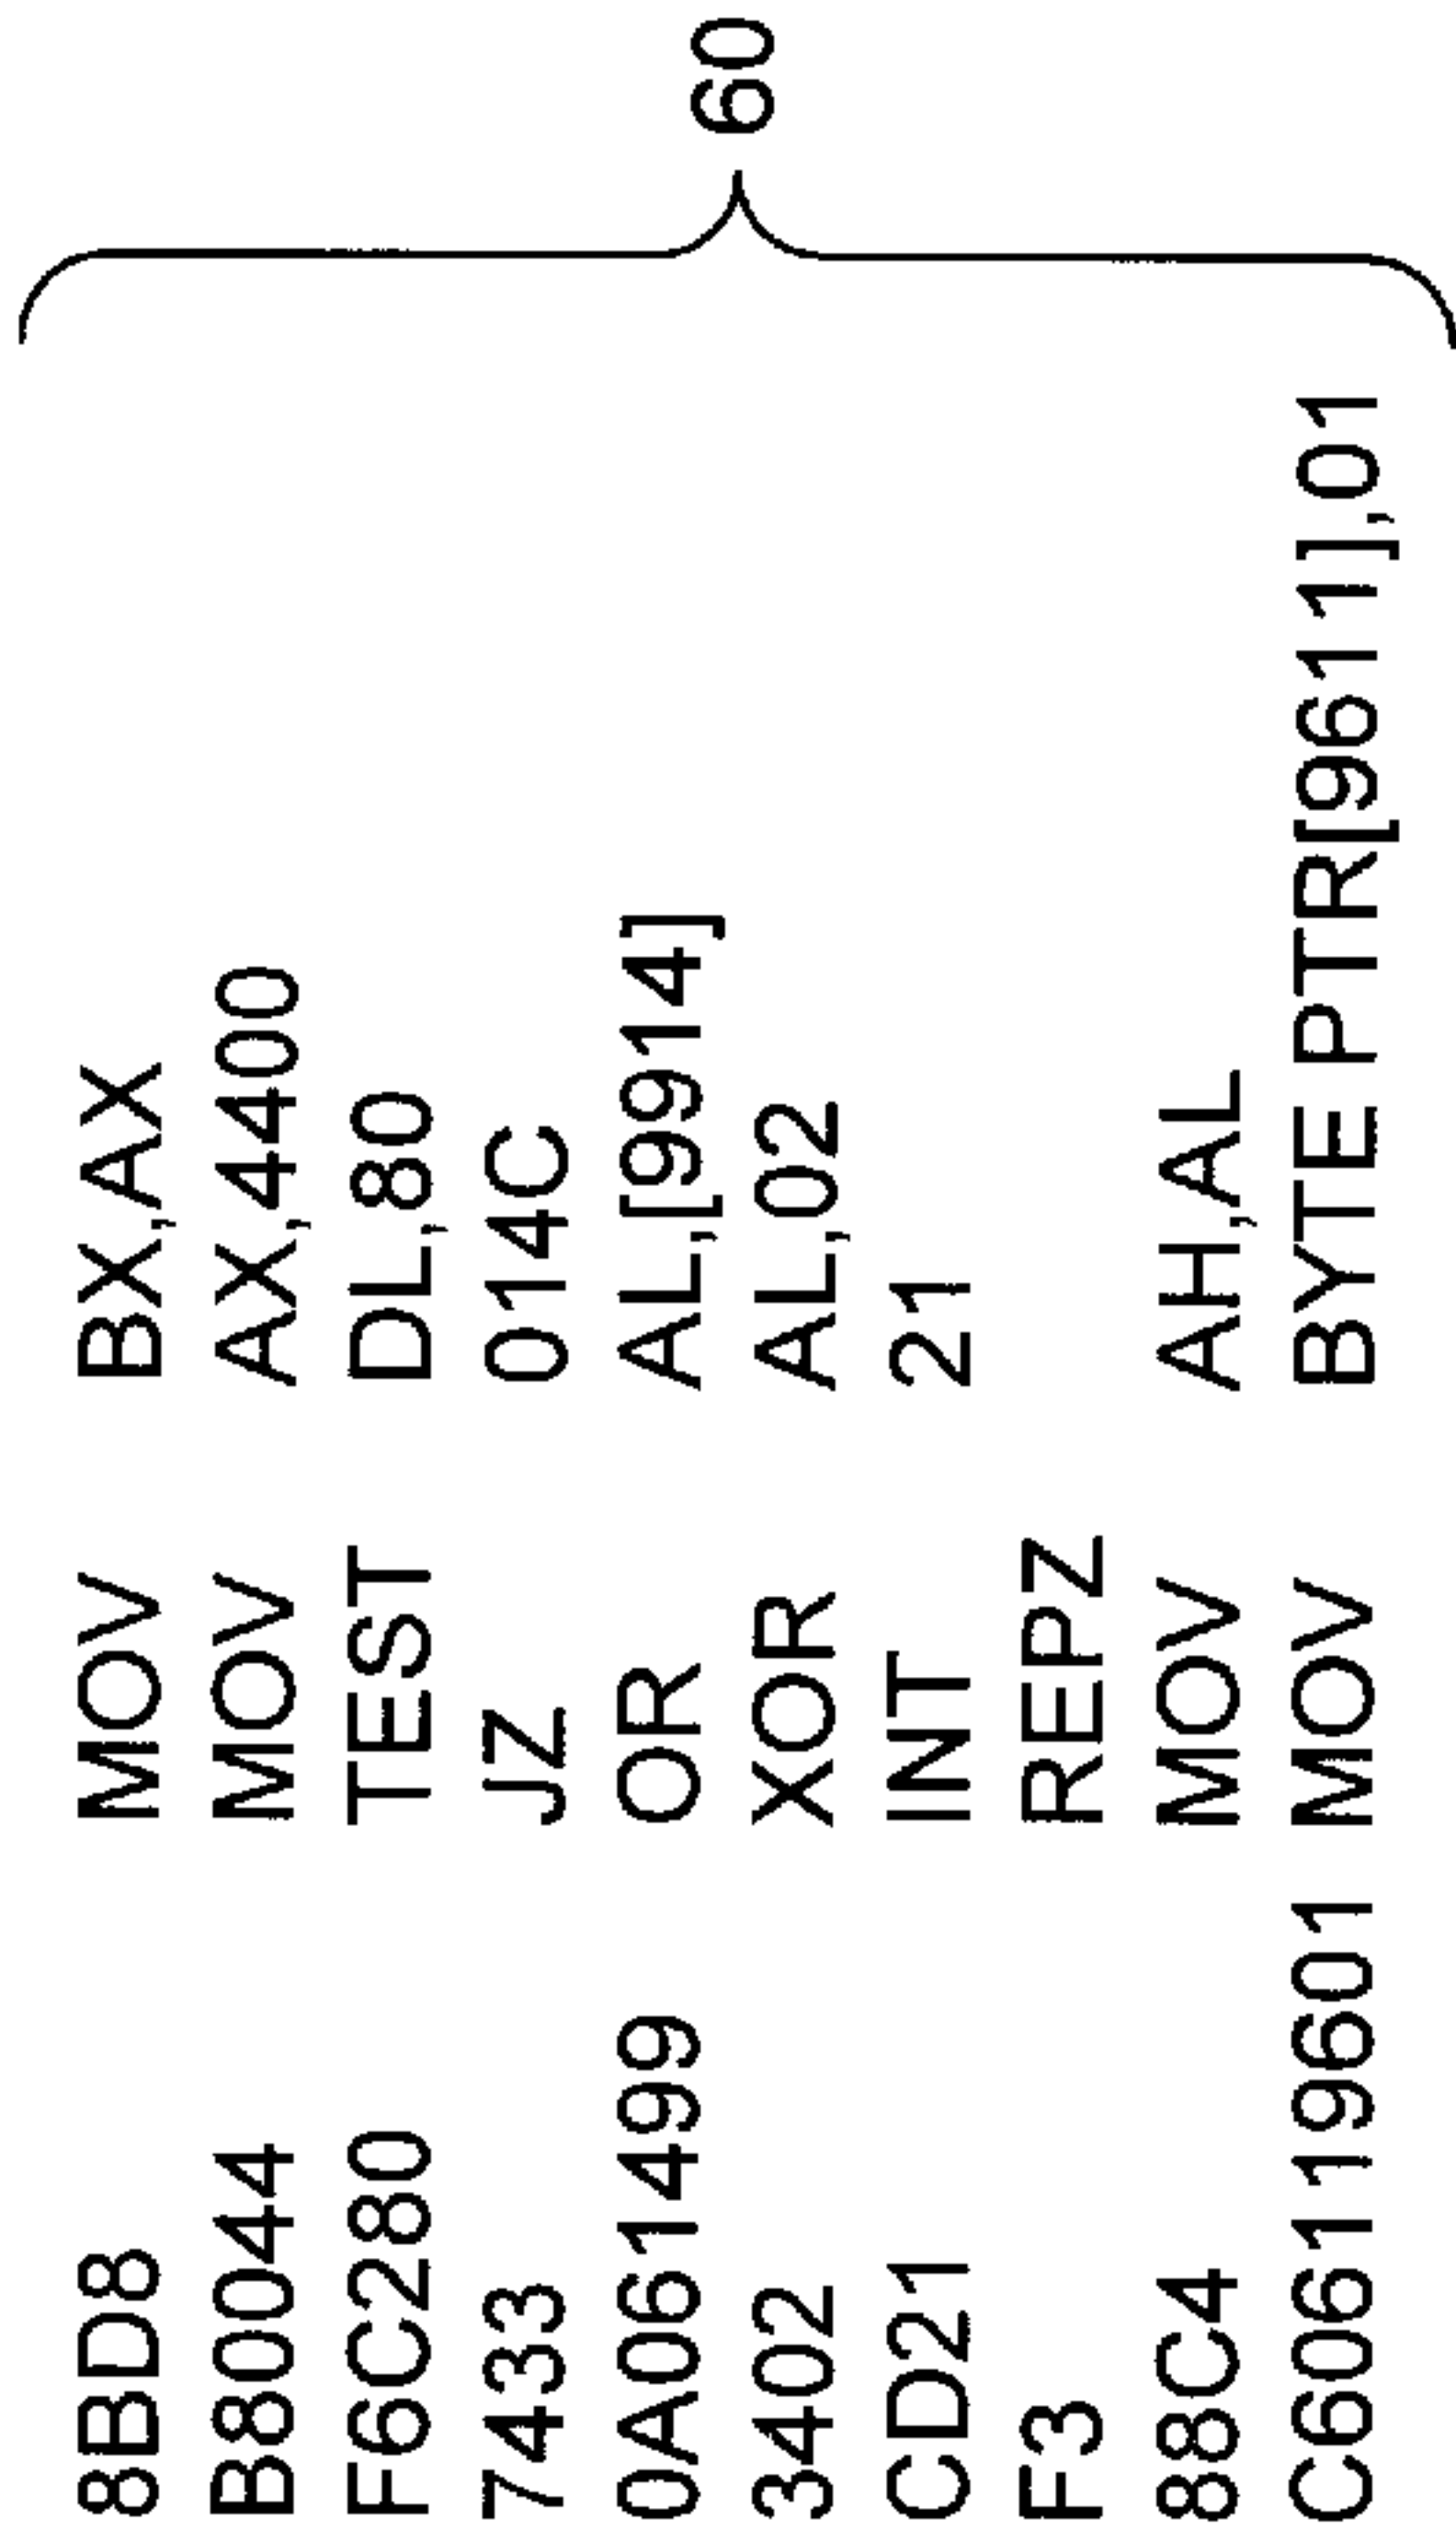 8BD8 MOV BX,AX
B80044 MOV AX,4400
F6C280 TEST DL,80
7433 JZ 014C
0A061499 OR AL,[9914]
3402 XOR AL,02
CD21 INT 21
F3 REPZ
88C4 MOV AH,AL
C606119601 MOV BYTE PTR[9611],01
60